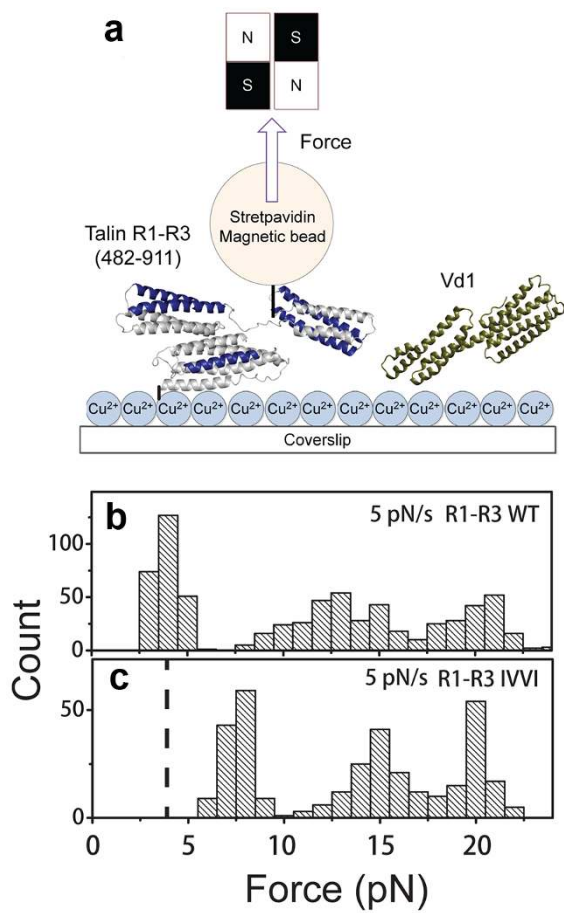 a
N S
S N
Force
Stretpavidin
Magnetic bead
Talin R1-R3
(482-911)
Vd1
Cu2+ Cu2+ Cu2+ Cu2+ Cu2+ Cu2+ Cu2+ Cu2+ Cu2+ Cu2+ Cu2+ Cu2+ Cu2+
Coverslip
b
5 pN/s R1-R3 WT
100
50
0
Count
c
5 pN/s R1-R3 IVVI
50
0
0 5 10 15 20
Force (pN)